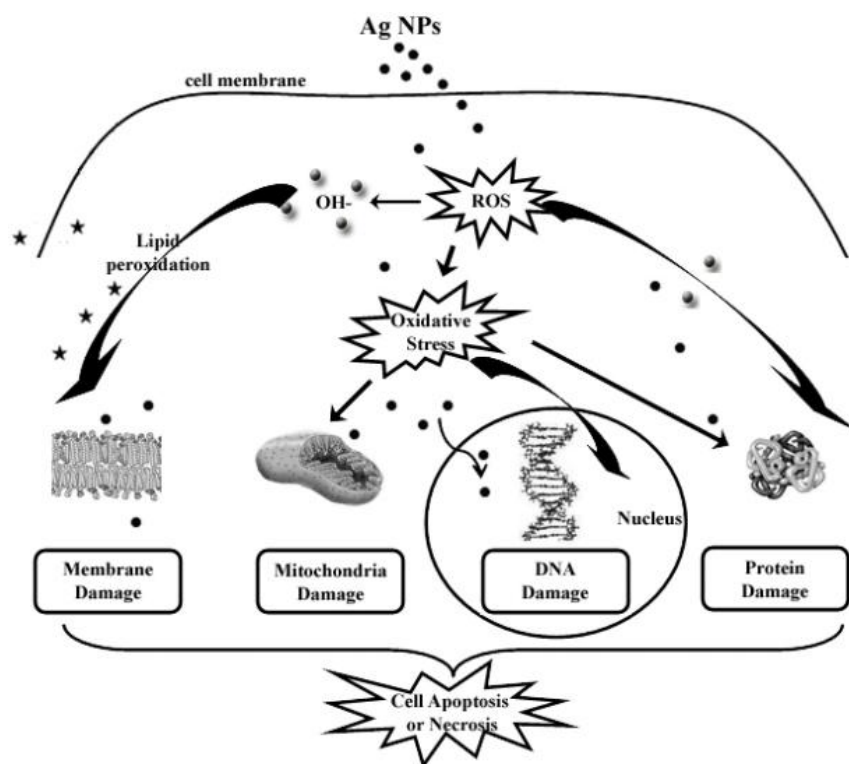 Ag NPs
cell membrane
OH-
ROS
Lipid
peroxidation
Oxidative
Stress
Nucleus
Membrane
Damage
Mitochondria
Damage
DNA
Damage
Protein
Damage
Cell Apoptosis
or Necrosis